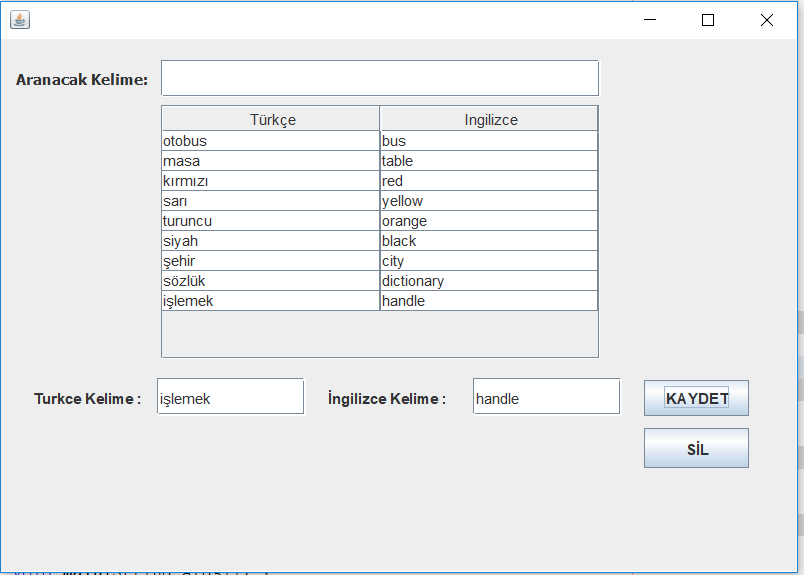 Aranacak Kelime:
Türkçe Ingilizce
otobus bus
masa table
kırmızı red
sarı yellow
turuncu orange
siyah black
şehir city
sözlük dictionary
işlemek handle
Turkce Kelime : işlemek İngilizce Kelime : handle KAYDET
SİL